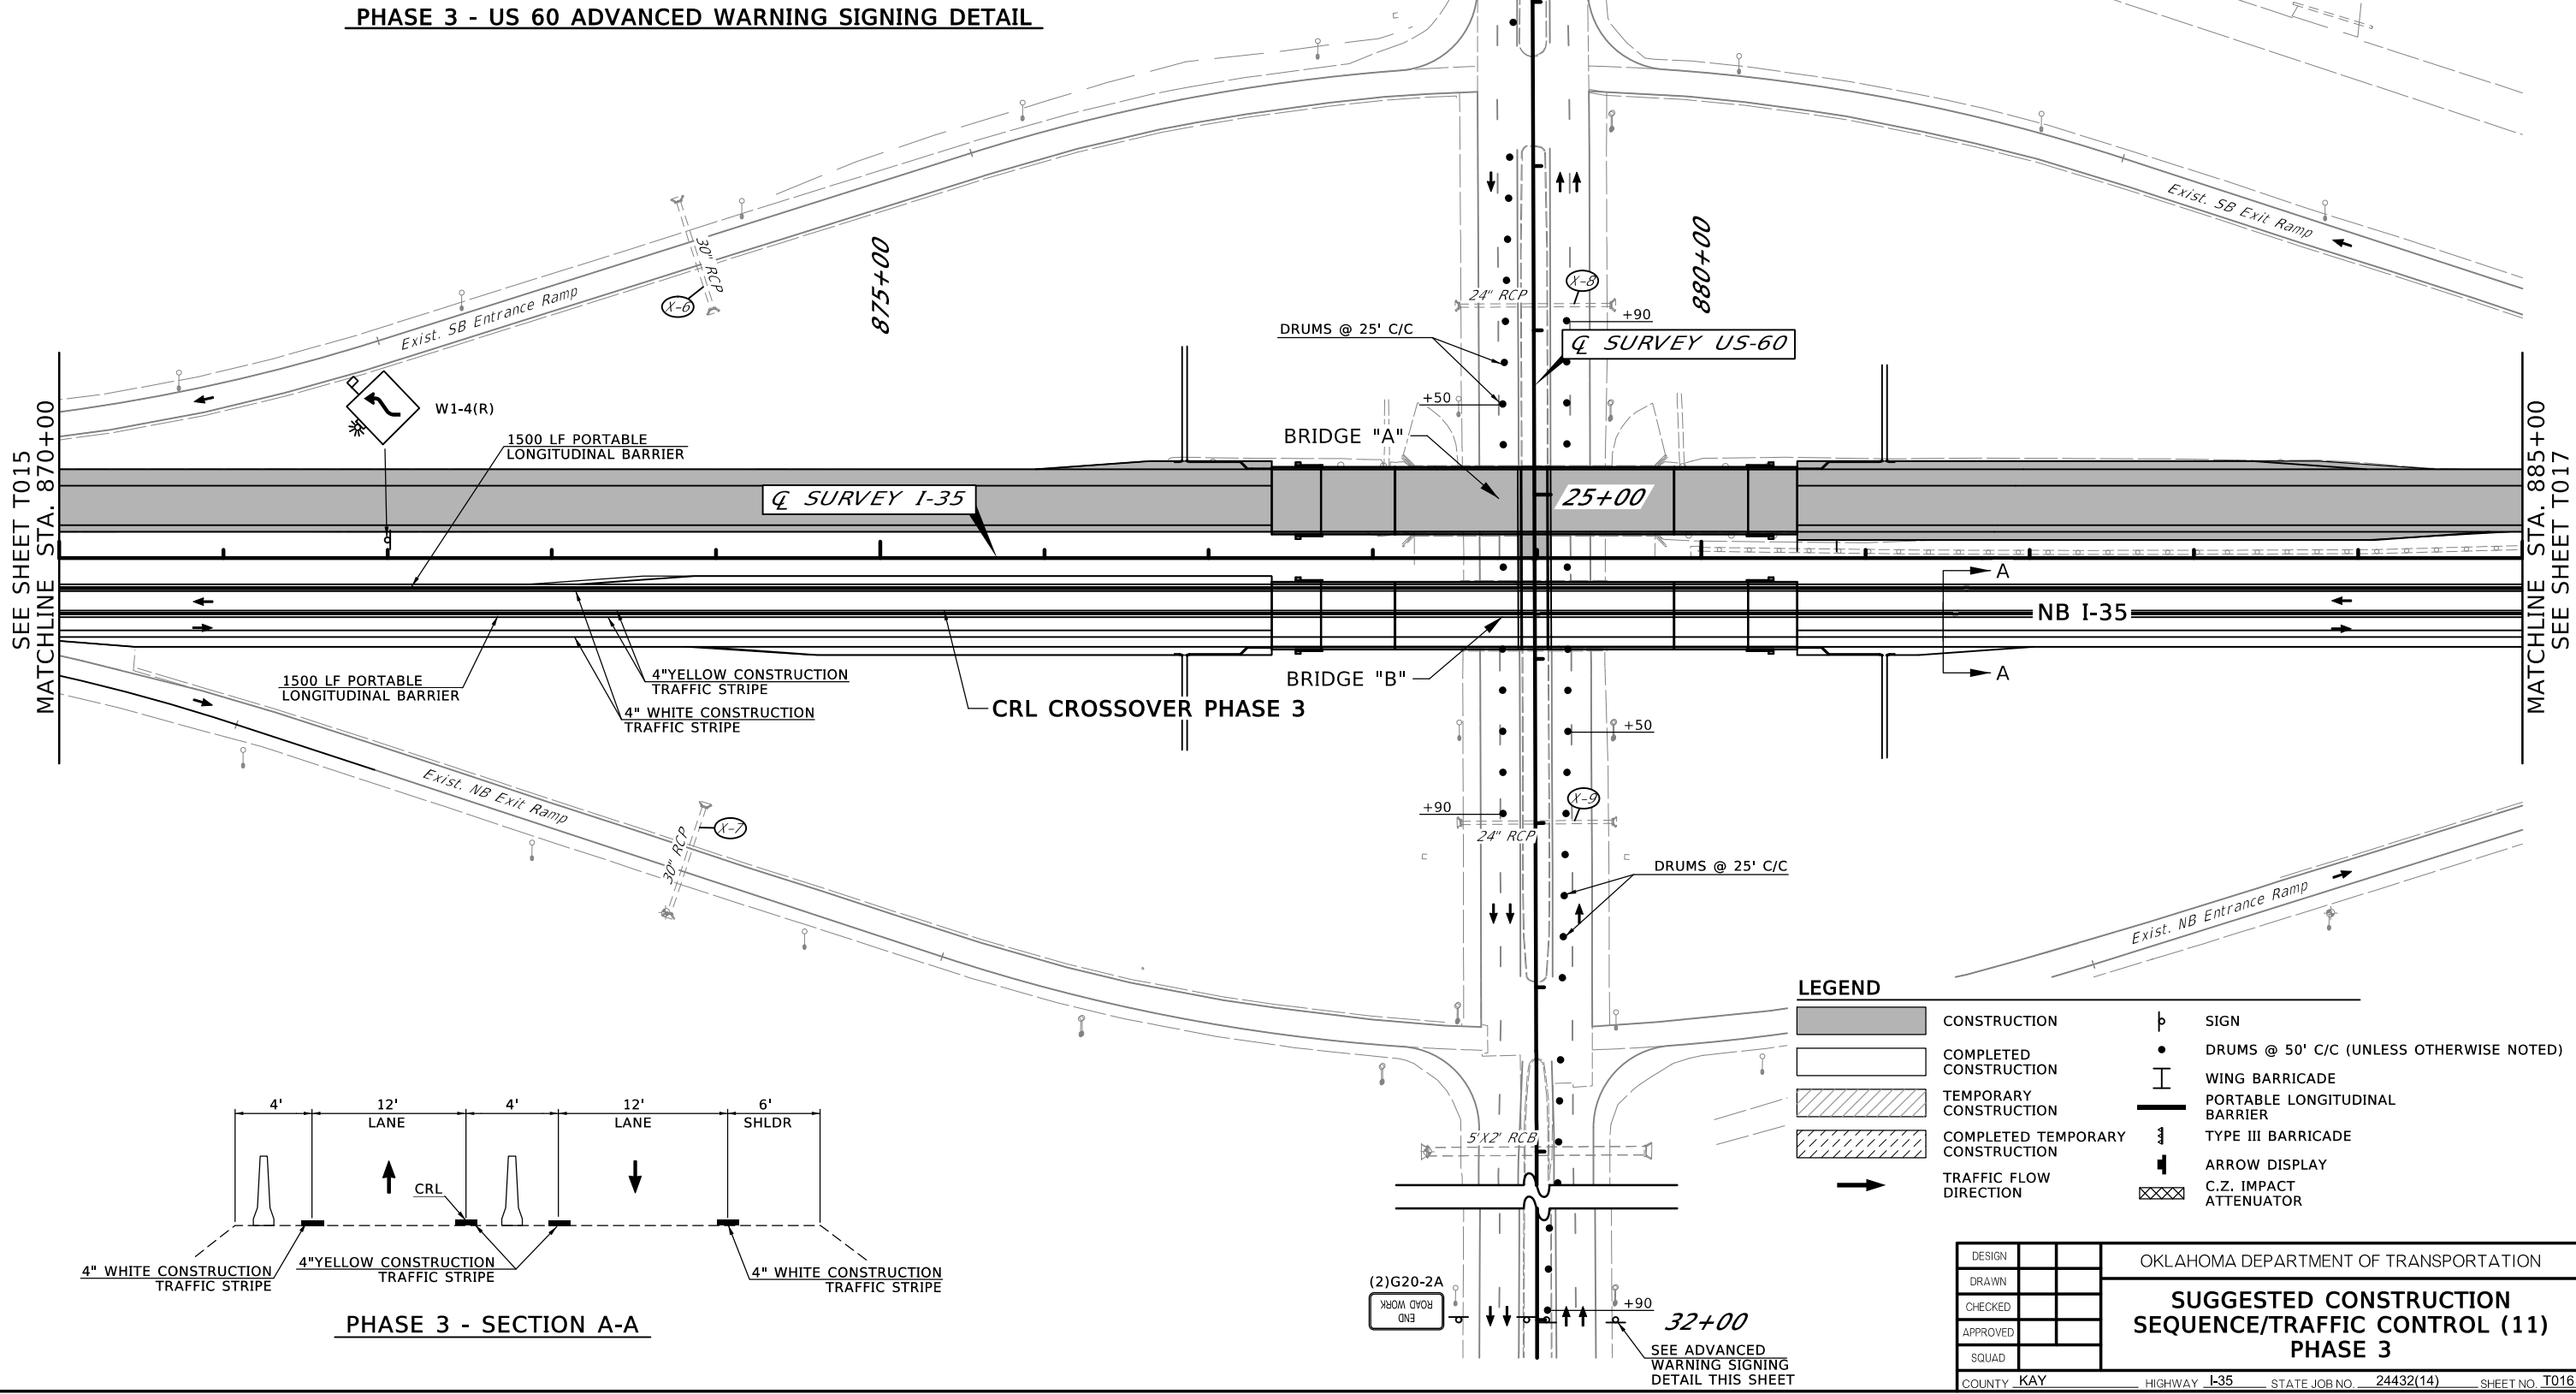 PHASE 3 - US 60 ADVANCED WARNING SIGNING DETAIL
Exist. SB Exit Ramp
30" RCP
X-6
875+00
880+00
Exist. SB Entrance Ramp
24" RCP
X-8
+90
DRUMS @ 25' C/C
℄ SURVEY US-60
+50
W1-4(R)
1500 LF PORTABLE
LONGITUDINAL BARRIER
BRIDGE "A"
SEE SHEET T015
MATCHLINE STA. 870+00
MATCHLINE STA. 885+00
SEE SHEET T017
℄ SURVEY I-35
25+00
A
NB I-35
A
BRIDGE "B"
1500 LF PORTABLE
LONGITUDINAL BARRIER
4"YELLOW CONSTRUCTION
TRAFFIC STRIPE
4" WHITE CONSTRUCTION
TRAFFIC STRIPE
CRL CROSSOVER PHASE 3
+50
Exist. NB Exit Ramp
30" RCP
X-7
+90
X-9
24" RCP
DRUMS @ 25' C/C
Exist. NB Entrance Ramp
LEGEND
CONSTRUCTION
COMPLETED
CONSTRUCTION
TEMPORARY
CONSTRUCTION
COMPLETED TEMPORARY
CONSTRUCTION
TRAFFIC FLOW
DIRECTION
SIGN
DRUMS @ 50' C/C (UNLESS OTHERWISE NOTED)
WING BARRICADE
PORTABLE LONGITUDINAL
BARRIER
TYPE III BARRICADE
ARROW DISPLAY
C.Z. IMPACT
ATTENUATOR
4'
12'
LANE
4'
12'
LANE
6'
SHLDR
CRL
4" WHITE CONSTRUCTION
TRAFFIC STRIPE
4"YELLOW CONSTRUCTION
TRAFFIC STRIPE
4" WHITE CONSTRUCTION
TRAFFIC STRIPE
PHASE 3 - SECTION A-A
5'X2' RCB
(2)G20-2A
END
ROAD WORK
+90
32+00
SEE ADVANCED
WARNING SIGNING
DETAIL THIS SHEET
DESIGN
DRAWN
CHECKED
APPROVED
SQUAD
OKLAHOMA DEPARTMENT OF TRANSPORTATION
SUGGESTED CONSTRUCTION
SEQUENCE/TRAFFIC CONTROL (11)
PHASE 3
COUNTY KAY HIGHWAY I-35 STATE JOB NO. 24432(14) SHEET NO. T016